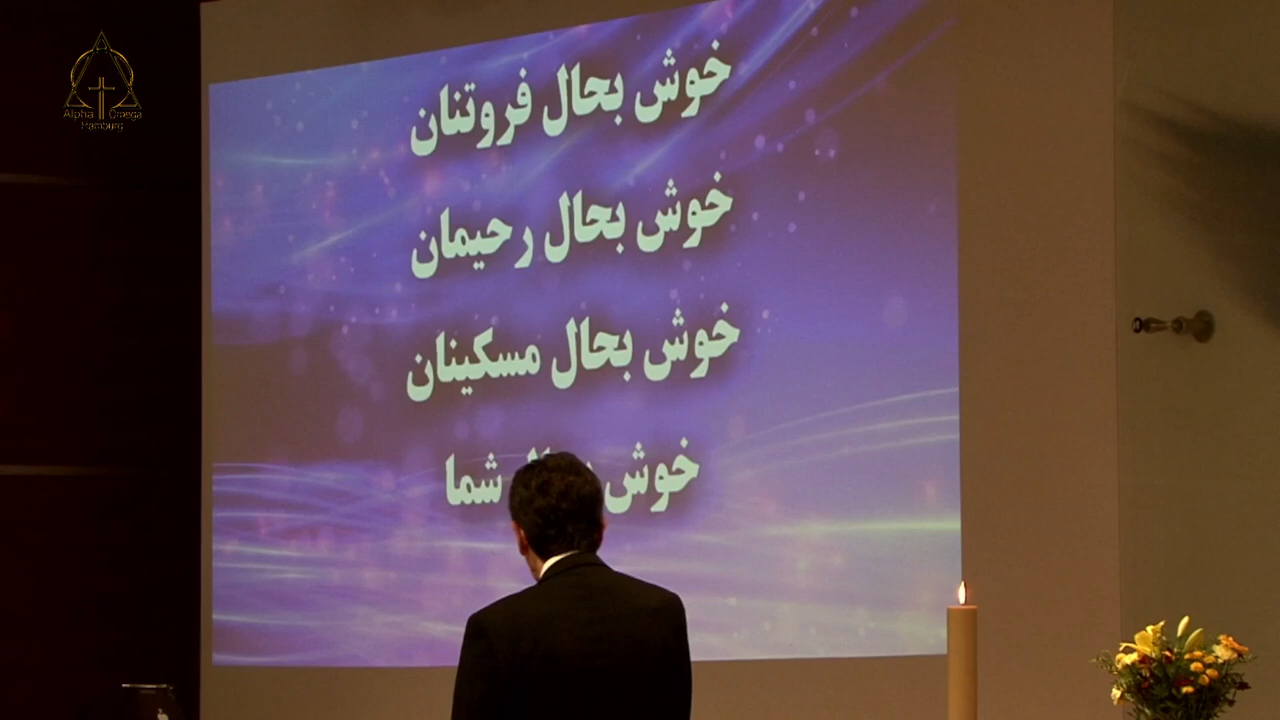 Alpha Omega
Hamburg
خوش بحال فروتنان
خوش بحال رحیمان
خوش بحال مسکینان
خوش شما